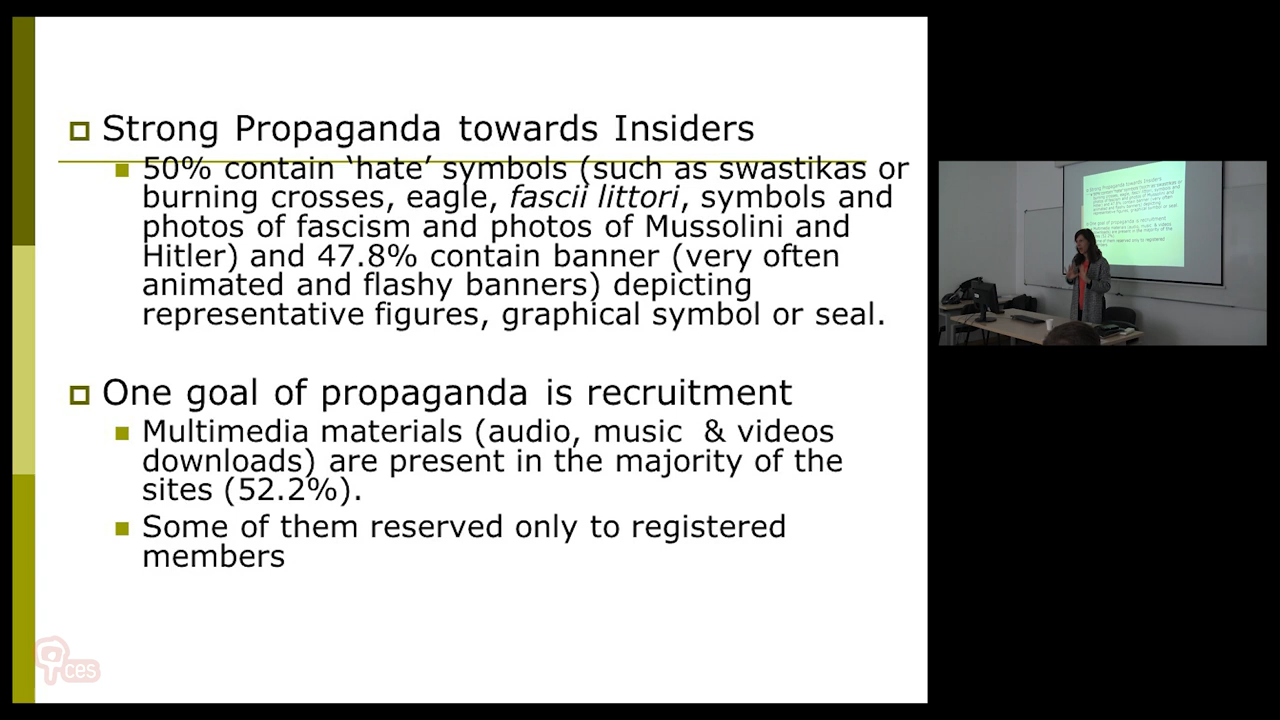 Strong Propaganda towards Insiders
50% contain ‘hate’ symbols (such as swastikas or
burning crosses, eagle, fascii littori, symbols and
photos of fascism and photos of Mussolini and
Hitler) and 47.8% contain banner (very often
animated and flashy banners) depicting
representative figures, graphical symbol or seal.
One goal of propaganda is recruitment
Multimedia materials (audio, music & videos
downloads) are present in the majority of the
sites (52.2%).
Some of them reserved only to registered
members
ces